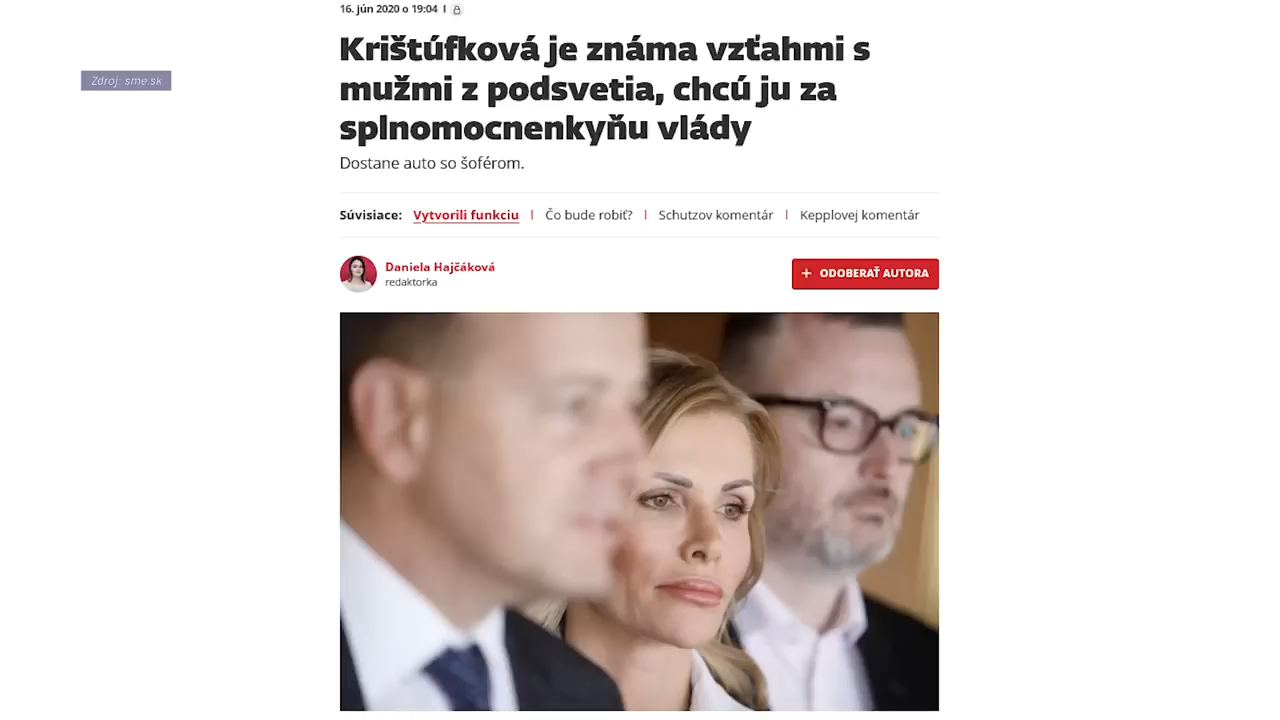 16. jún 2020 o 19:04 I
Krištúfková je známa vzťahmi s
mužmi z podsvetia, chcú ju za
splnomocnenkyňu vlády
Zdroj: sme.sk
Dostane auto so šoférom.
Súvisiace: Vytvorili funkciu I Čo bude robiť? I Schutzov komentár I Kepplovej komentár
Daniela Hajčáková
redaktorka
+ ODOBERAŤ AUTORA